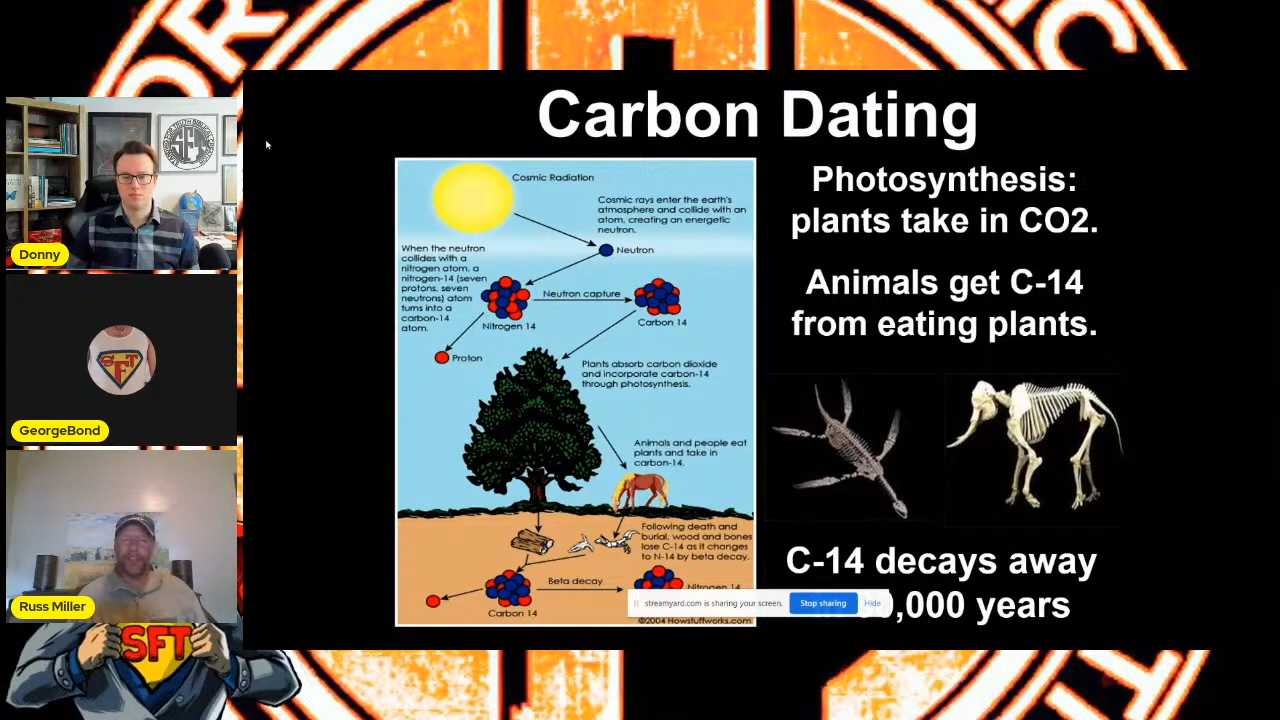 Carbon Dating
Cosmic Radiation
Cosmic rays enter the earth's
atmosphere and collide with an
atom, creating an energetic
neutron.
Neutron
When the neutron
collides with a
nitrogen atom, a
nitrogen-14 (seven
protons, seven
neutrons) atom
turns into a
carbon-14
atom.
Neutron capture
Nitrogen 14
Carbon 14
Proton
Plants absorb carbon dioxide
and incorporate carbon-14
through photosynthesis.
Animals and people eat
plants and take in
carbon-14.
Following death and
burial, wood and bones
lose C-14 as it changes
to N-14 by beta decay.
Beta decay
Carbon 14
Nitrogen 14
©2004 Howstuffworks.com
Photosynthesis:
plants take in CO2.
Animals get C-14
from eating plants.
C-14 decays away
,000 years
streamyard.com is sharing your screen.
Stop sharing
Hide
SFT
Donny
SFT
GeorgeBond
Russ Miller
SFT